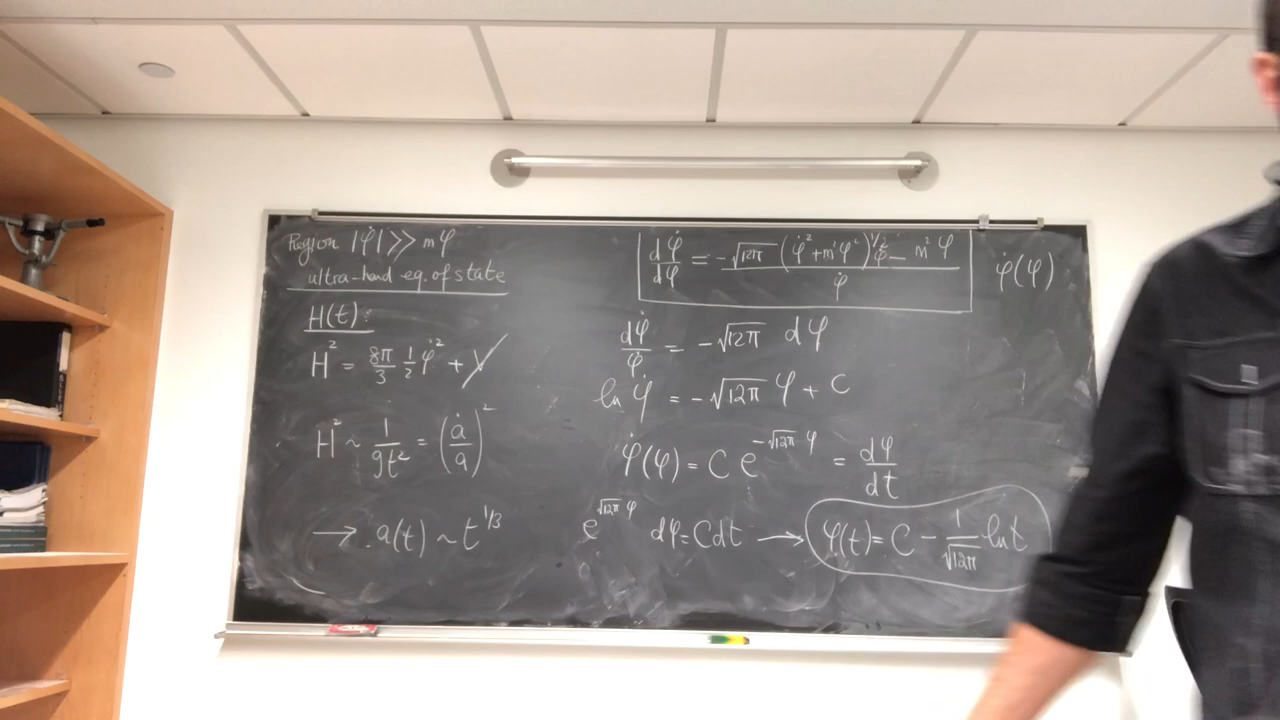 Region |φ̇| >> mφ
ultra-hard eq. of state
H(t):
H² = 8π/3 1/2 φ̇² + V
H² ~ 1/9t² = (ȧ/a)²
→ a(t) ~ t^1/3
dφ̇/dφ = -√12π (φ̇² + m²φ²)^1/2 φ̇ - m²φ / φ̇
φ̇(φ)
dφ̇/φ̇ = -√12π dφ
ln φ̇ = -√12π φ + C
φ̇(φ) = C e^-√12π φ = dφ/dt
e^√12π φ dφ = C dt → φ(t) = C - 1/√12π ln t